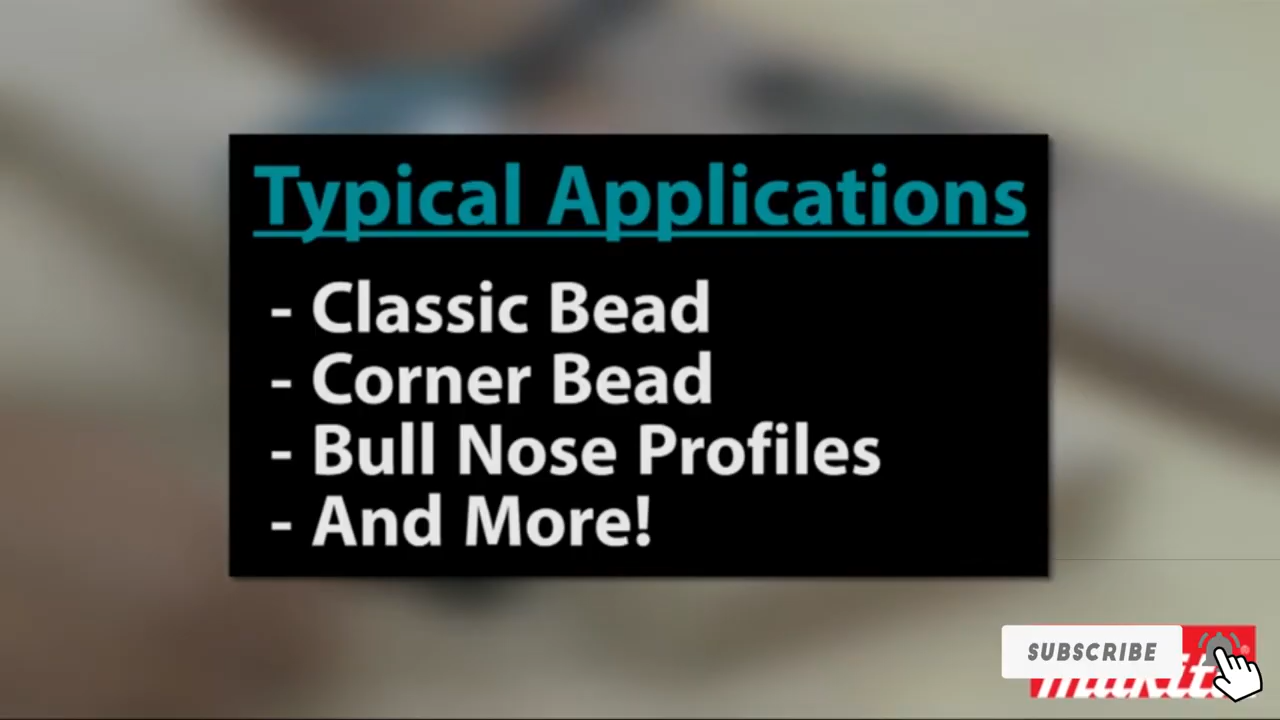 Typical Applications
- Classic Bead
- Corner Bead
- Bull Nose Profiles
- And More!
SUBSCRIBE